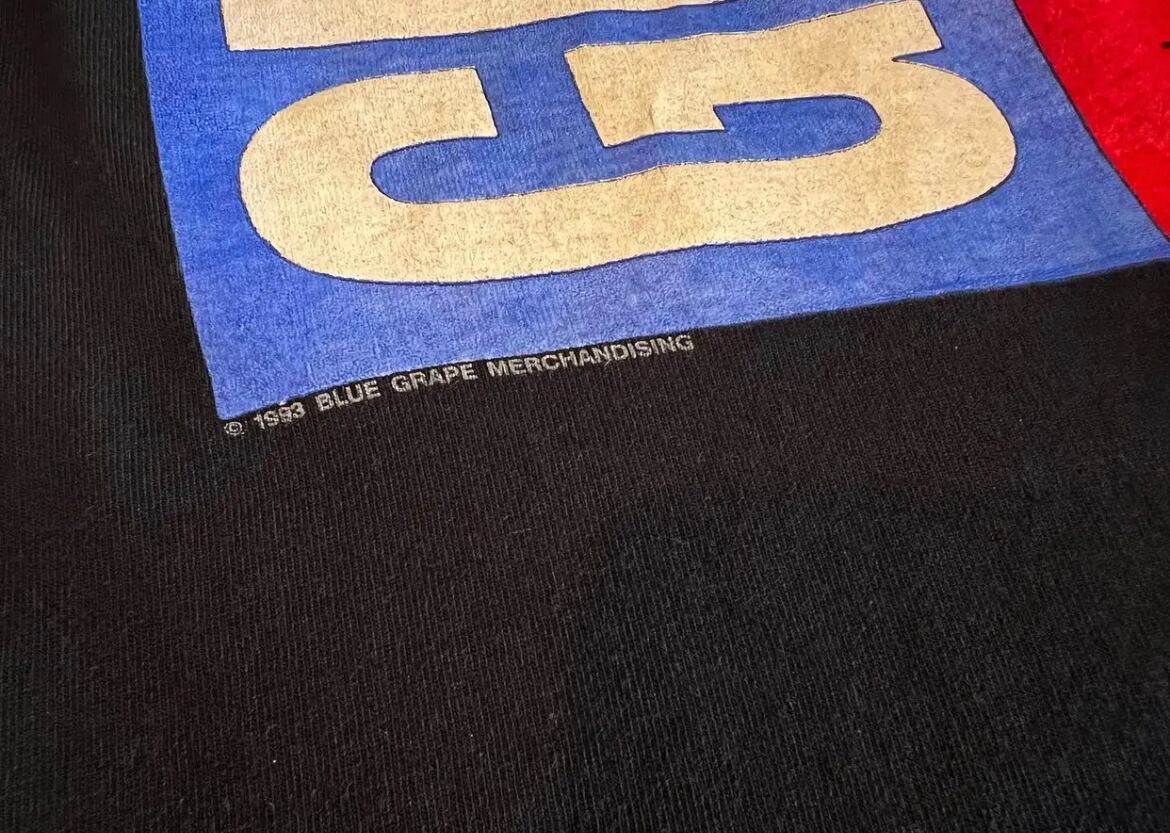 G
© 1993 BLUE GRAPE MERCHANDISING